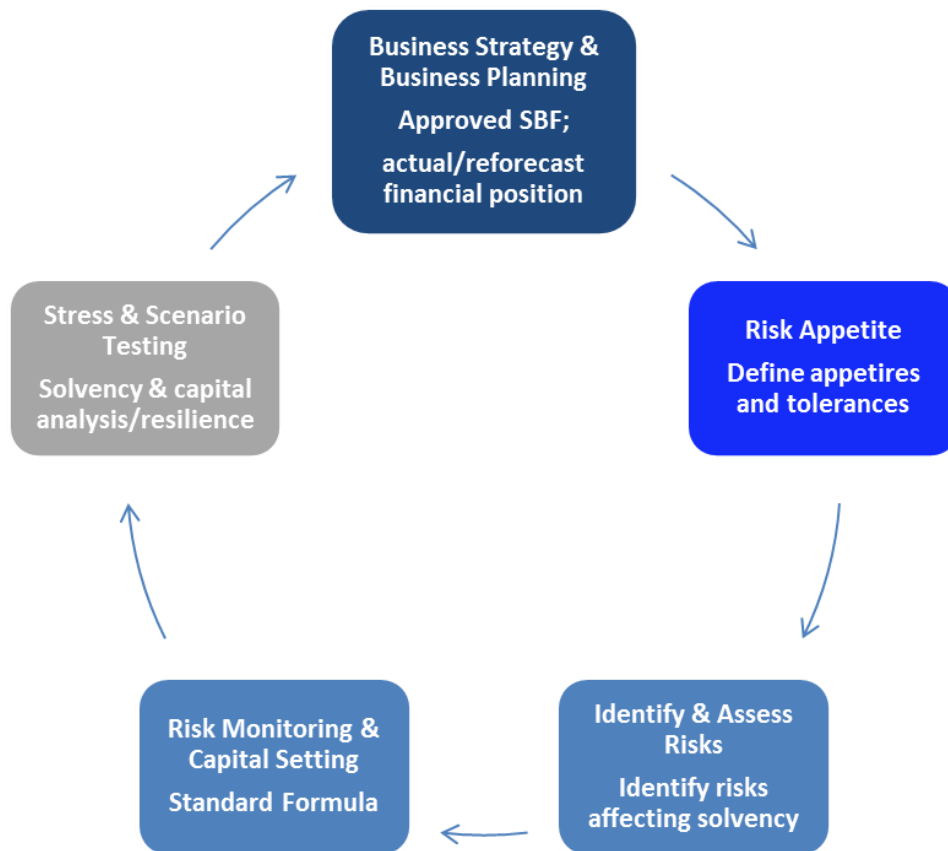 Business Strategy &
Business Planning
Approved SBF;
actual/reforecast
financial position
Risk Appetite
Define appetires
and tolerances
Identify & Assess
Risks
Identify risks
affecting solvency
Risk Monitoring &
Capital Setting
Standard Formula
Stress & Scenario
Testing
Solvency & capital
analysis/resilience